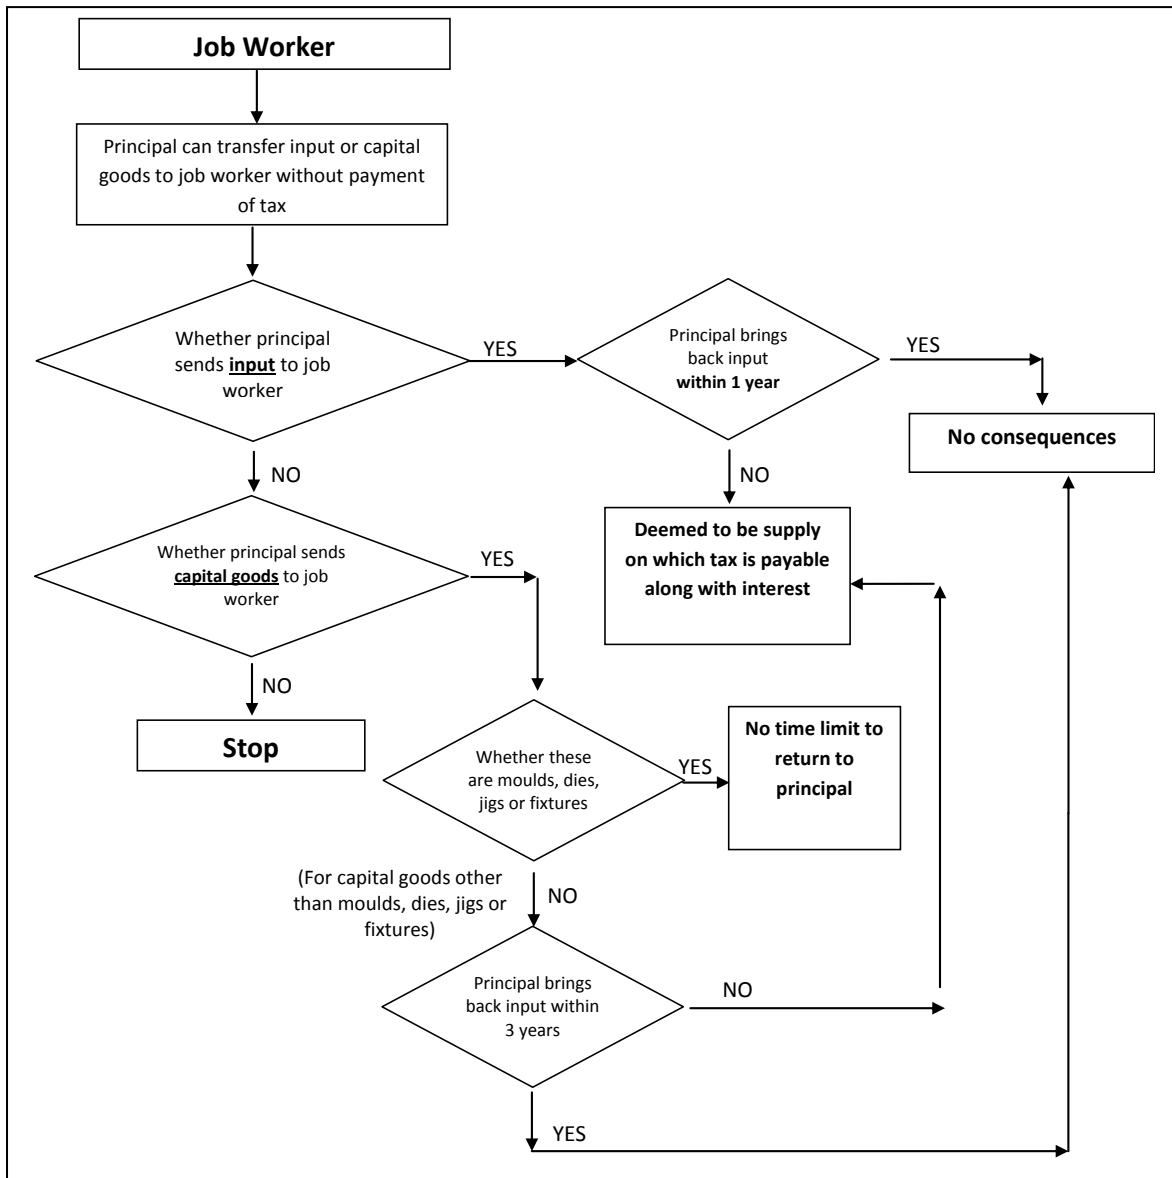 Job Worker
Principal can transfer input or capital
goods to job worker without payment
of tax
Whether principal
sends input to job
worker
YES
Principal brings
back input
within 1 year
YES
No consequences
NO
NO
Whether principal sends
capital goods to job
worker
YES
Deemed to be supply
on which tax is payable
along with interest
NO
Stop
Whether these
are moulds, dies,
jigs or fixtures
YES
No time limit to
return to
principal
(For capital goods other
than moulds, dies, jigs or
fixtures)
NO
Principal brings
back input within
3 years
NO
YES